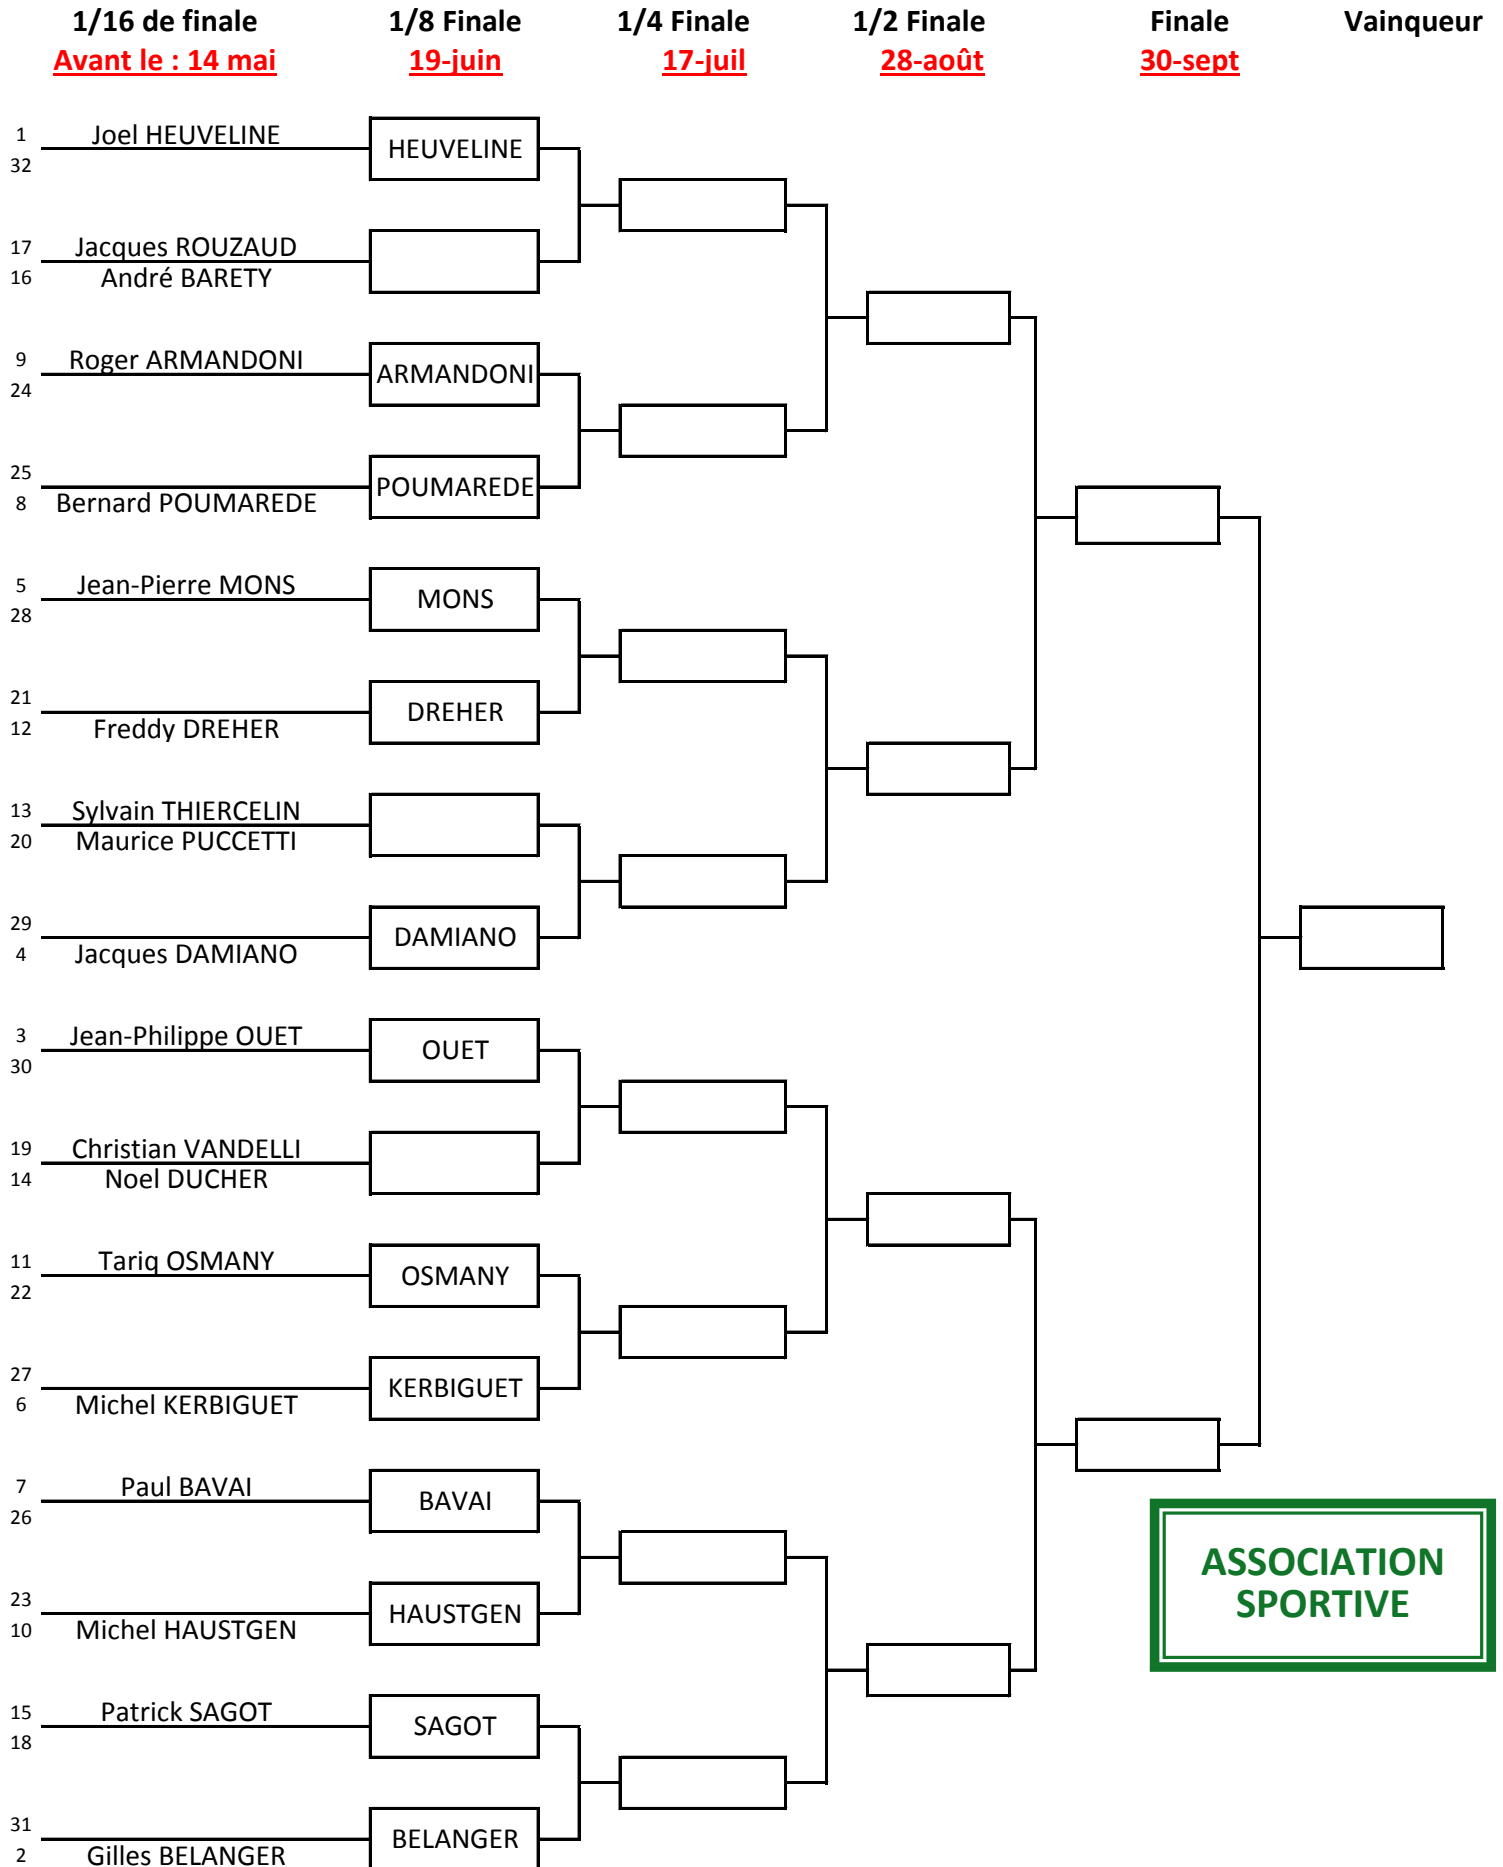 1/16 de finale 1/8 Finale 1/4 Finale 1/2 Finale Finale Vainqueur
Avant le : 14 mai 19-juin 17-juil 28-août 30-sept
1 Joel HEUVELINE HEUVELINE
32
17 Jacques ROUZAUD
16 André BARETY
9 Roger ARMANDONI ARMANDONI
24
25 POUMAREDE
8 Bernard POUMAREDE
5 Jean-Pierre MONS MONS
28
21 DREHER
12 Freddy DREHER
13 Sylvain THIERCELIN
20 Maurice PUCCETTI
29 DAMIANO
4 Jacques DAMIANO
3 Jean-Philippe OUET OUET
30
19 Christian VANDELLI
14 Noel DUCHER
11 Tariq OSMANY OSMANY
22
27 KERBIGUET
6 Michel KERBIGUET
7 Paul BAVAI BAVAI
26
23 HAUSTGEN
10 Michel HAUSTGEN
15 Patrick SAGOT SAGOT
18
31 BELANGER
2 Gilles BELANGER
ASSOCIATION
SPORTIVE